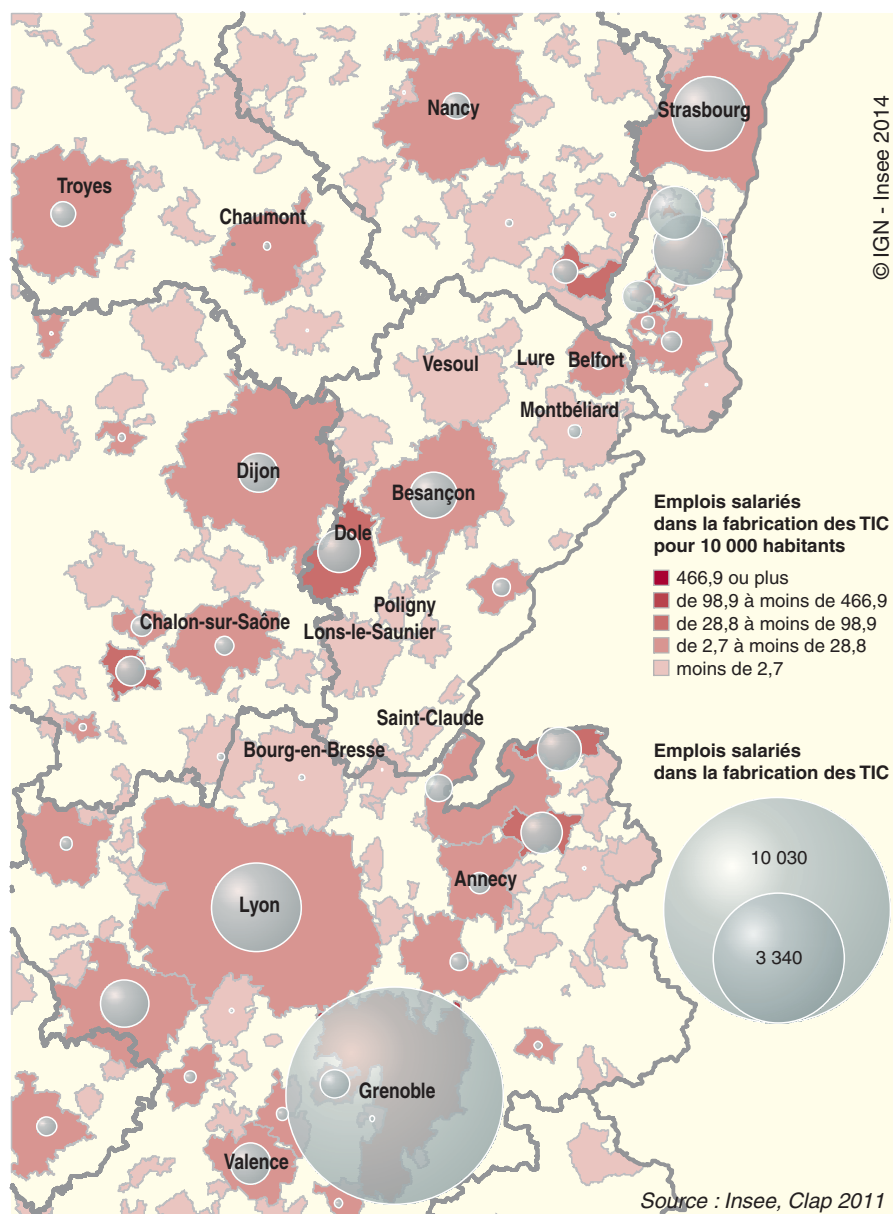 Nancy
Strasbourg
© IGN - Insee 2014
Troyes
Chaumont
Vesoul
Lure
Belfort
Montbéliard
Dijon
Besançon
Dole
Poligny
Chalon-sur-Saône
Lons-le-Saunier
Saint-Claude
Bourg-en-Bresse
Annecy
Lyon
Grenoble
Valence
Emplois salariés
dans la fabrication des TIC
pour 10 000 habitants
466,9 ou plus
de 98,9 à moins de 466,9
de 28,8 à moins de 98,9
de 2,7 à moins de 28,8
moins de 2,7
Emplois salariés
dans la fabrication des TIC
10 030
3 340
Source : Insee, Clap 2011